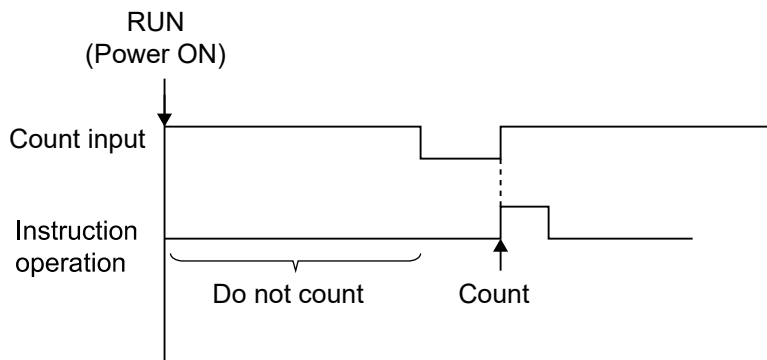 RUN
(Power ON)
Count input
Instruction
operation
Do not count
Count